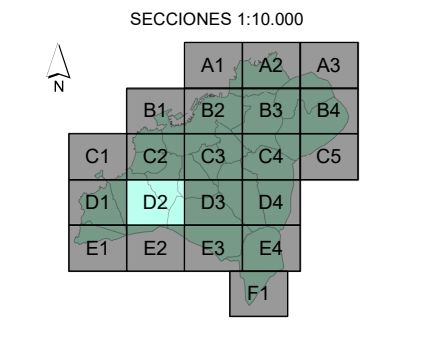 SECCIONES 1:10.000
A1 A2 A3
N
B1 B2 B3 B4
C1 C2 C3 C4 C5
D1 D2 D3 D4
E1 E2 E3 E4
F1